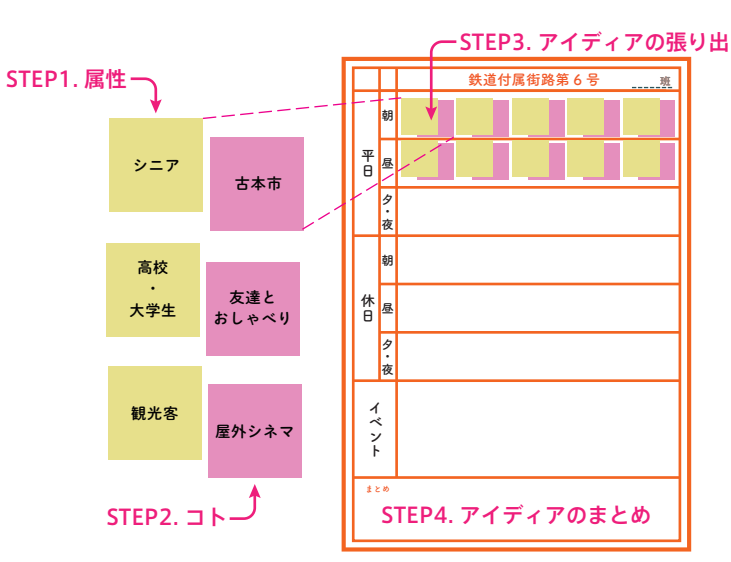 STEP3. アイディアの張り出
STEP1. 属性
鉄道付属街路第6号
班
シニア
古本市
高校
・
大学生
友達と
おしゃべり
観光客
屋外シネマ
STEP2. コト
平日
朝
昼
夕・夜
休日
朝
昼
夕・夜
イベント
まとめ
STEP4. アイディアのまとめ